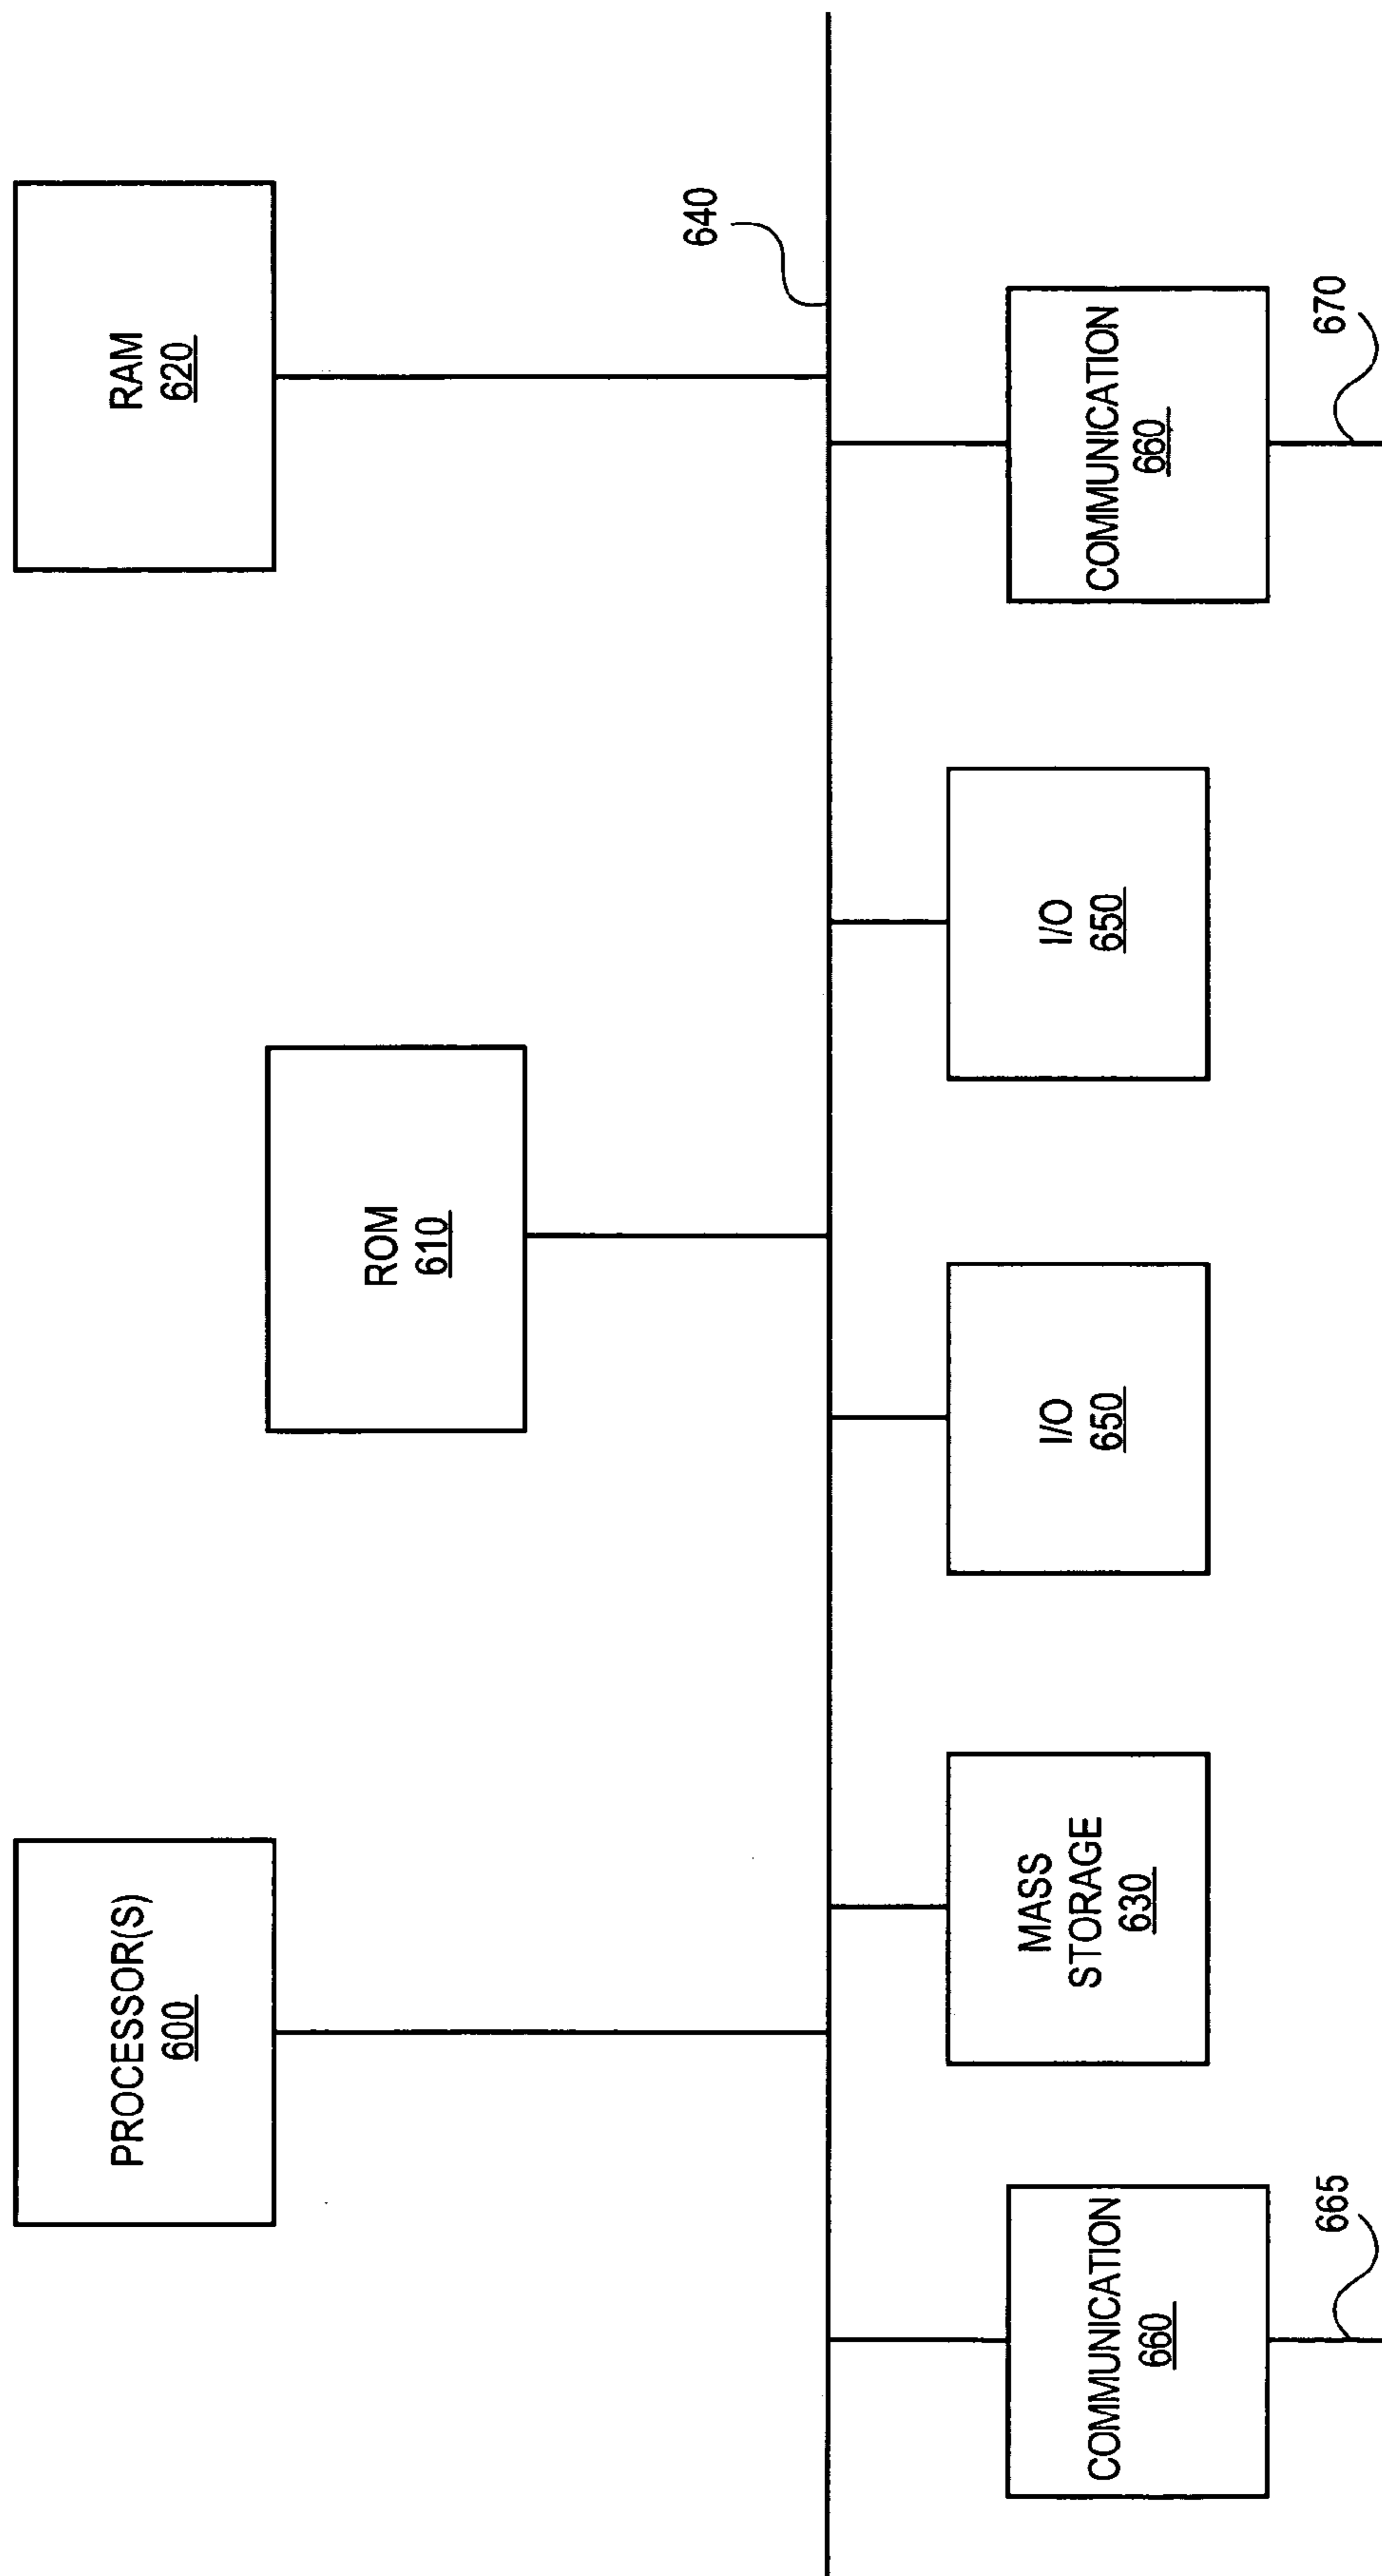 PROCESSOR(S)
600
ROM
610
RAM
620
640
COMMUNICATION
660
MASS
STORAGE
630
I/O
650
I/O
650
COMMUNICATION
660
665
670